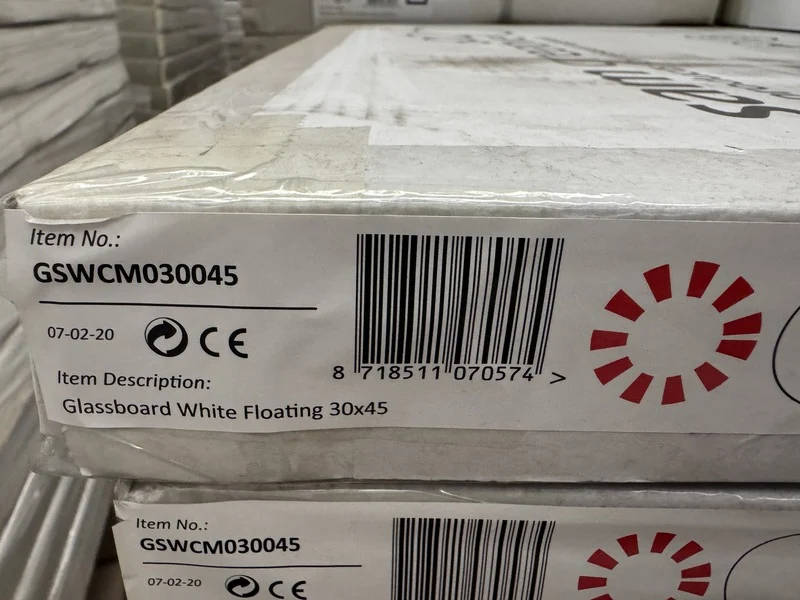 Item No.:
GSWCM030045
07-02-20
CE
Item Description:
Glassboard White Floating 30x45
8 718511 070574 >
Item No.:
GSWCM030045
07-02-20
CE